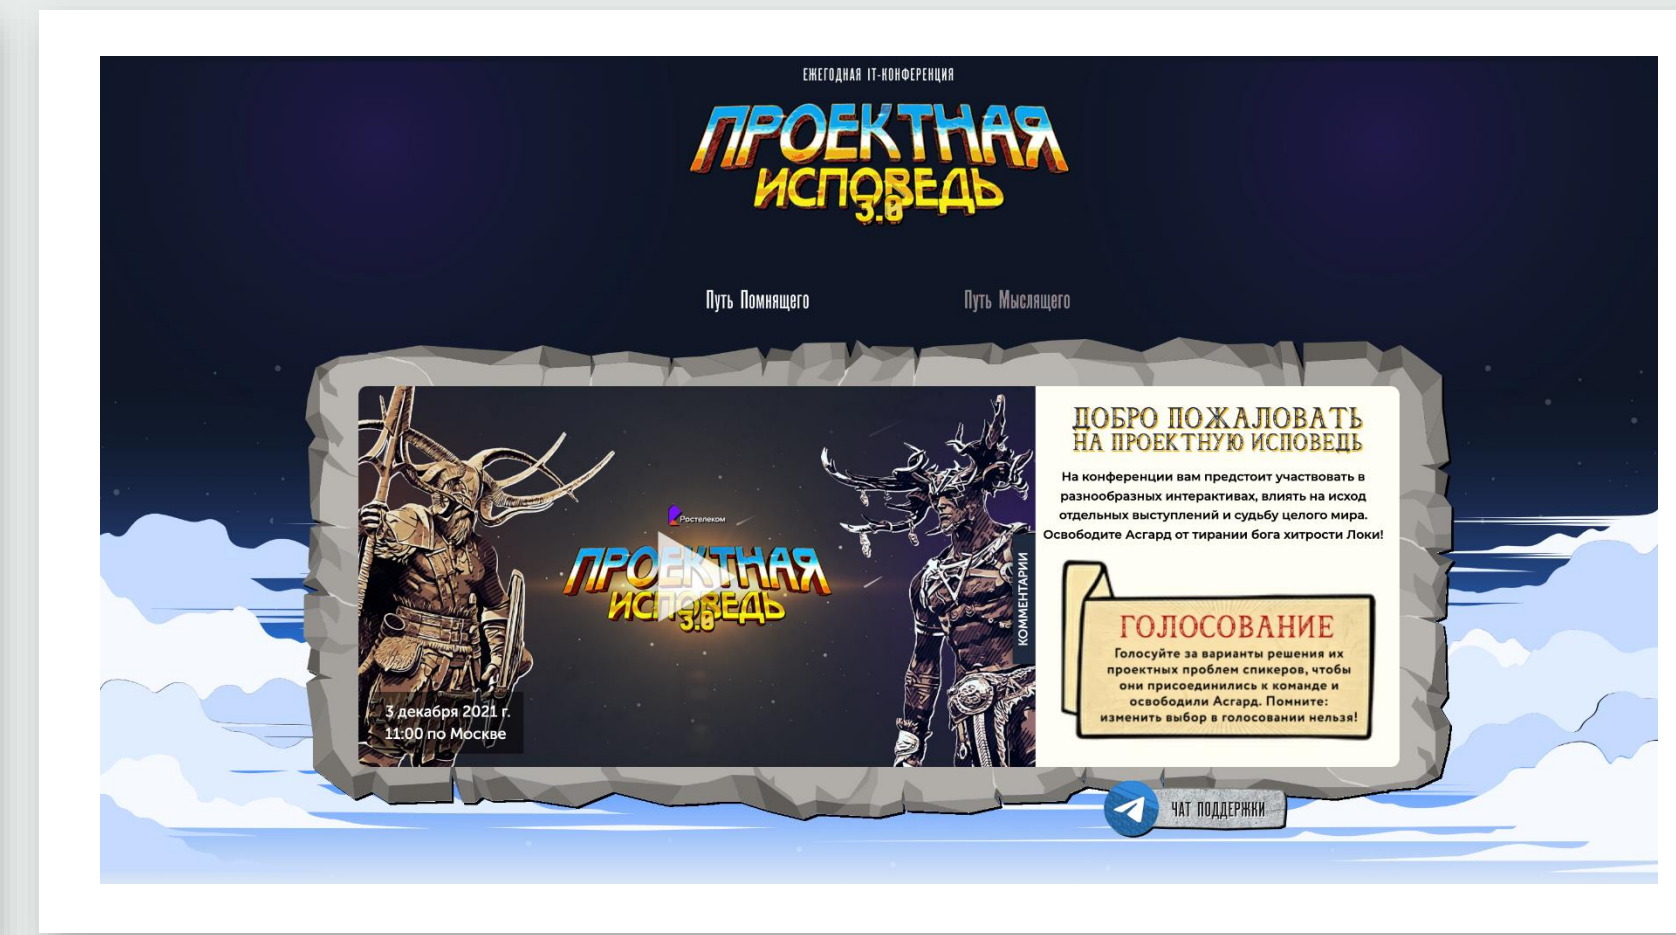 ЕЖЕГОДНАЯ IT-КОНФЕРЕНЦИЯ
ПРОЕКТНАЯ
ИСПОВЕДЬ
3.0
Путь Помнящего
Путь Мыслящего
Ростелеком
ПРОЕКТНАЯ
ИСПОВЕДЬ
3.0
3 декабря 2021 г.
11:00 по Москве
КОММЕНТАРИИ
ДОБРО ПОЖАЛОВАТЬ
НА ПРОЕКТНУЮ ИСПОВЕДЬ
На конференции вам предстоит участвовать в
разнообразных интерактивах, влиять на исход
отдельных выступлений и судьбу целого мира.
Освободите Асгард от тирании бога хитрости Локи!
ГОЛОСОВАНИЕ
Голосуйте за варианты решения их
проектных проблем спикеров, чтобы
они присоединились к команде и
освободили Асгард. Помните:
изменить выбор в голосовании нельзя!
ЧАТ ПОДДЕРЖКИ